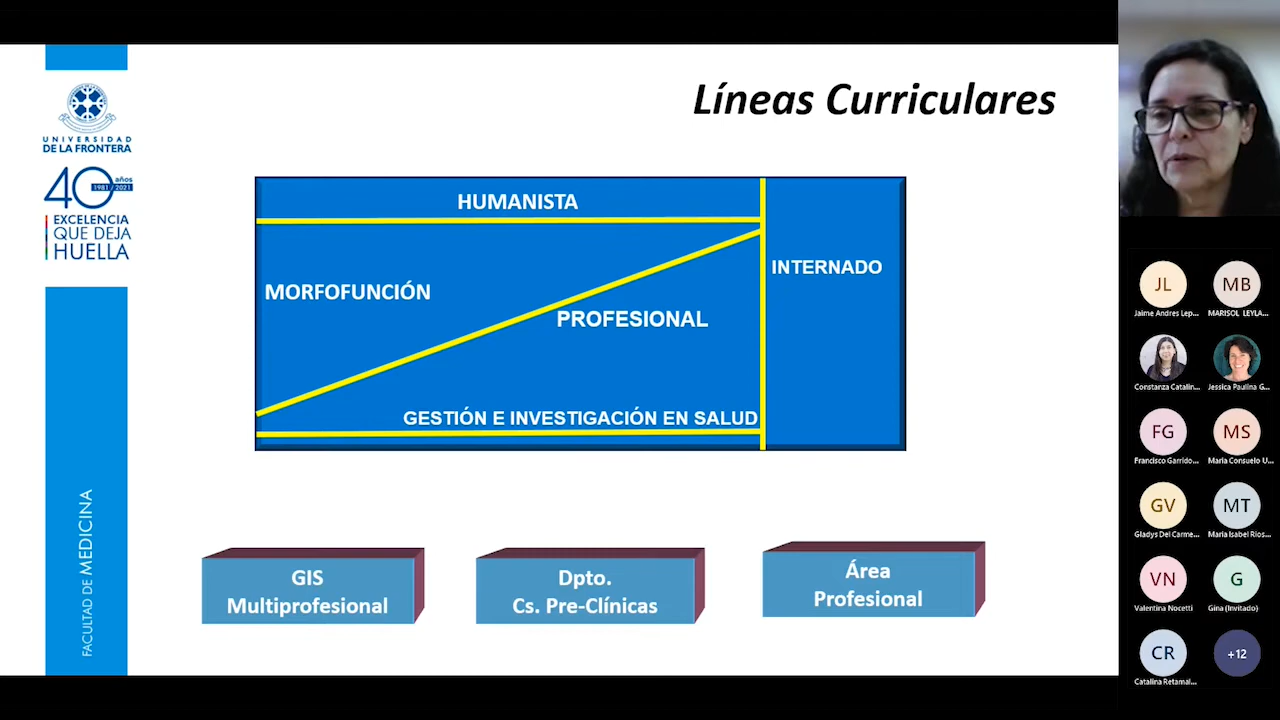 Líneas Curriculares
UNIVERSIDAD
DE LA FRONTERA
40 años
1981 / 2021
EXCELENCIA
QUE DEJA
HUELLA
FACULTAD DE MEDICINA
HUMANISTA
MORFOFUNCIÓN
PROFESIONAL
INTERNADO
GESTIÓN E INVESTIGACIÓN EN SALUD
GIS
Multiprofesional
Dpto.
Cs. Pre-Clínicas
Área
Profesional
JL
MB
Jaime Andres Lep...
MARISOL LEYLA...
Constanza Catalin...
Jessica Paulina G...
FG
MS
Francisco Garrido...
Maria Consuelo U...
GV
MT
Gladys Del Carme...
Maria Isabel Rios...
VN
G
Valentina Nocetti
Gina (Invitado)
CR
+12
Catalina Retamal...